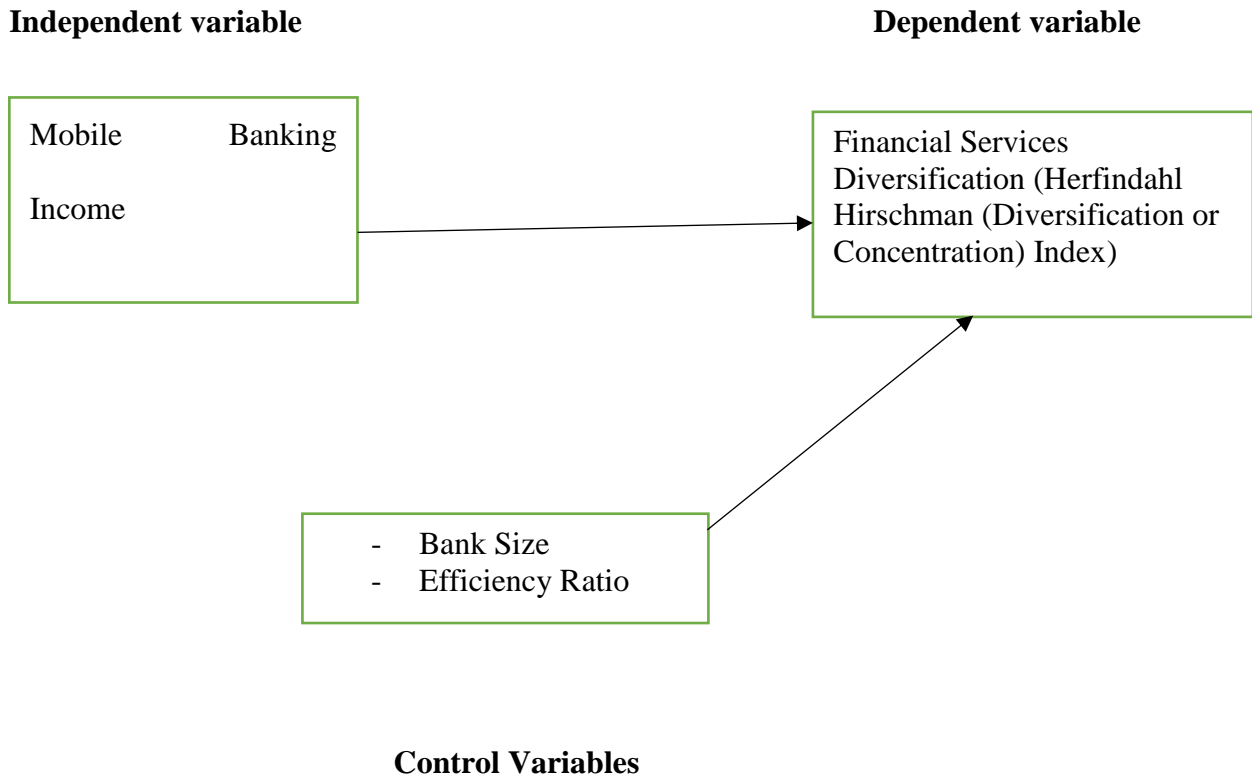 Independent variable
Dependent variable
Mobile Banking
Income
Financial Services
Diversification (Herfindahl
Hirschman (Diversification or
Concentration) Index)
- Bank Size
- Efficiency Ratio
Control Variables